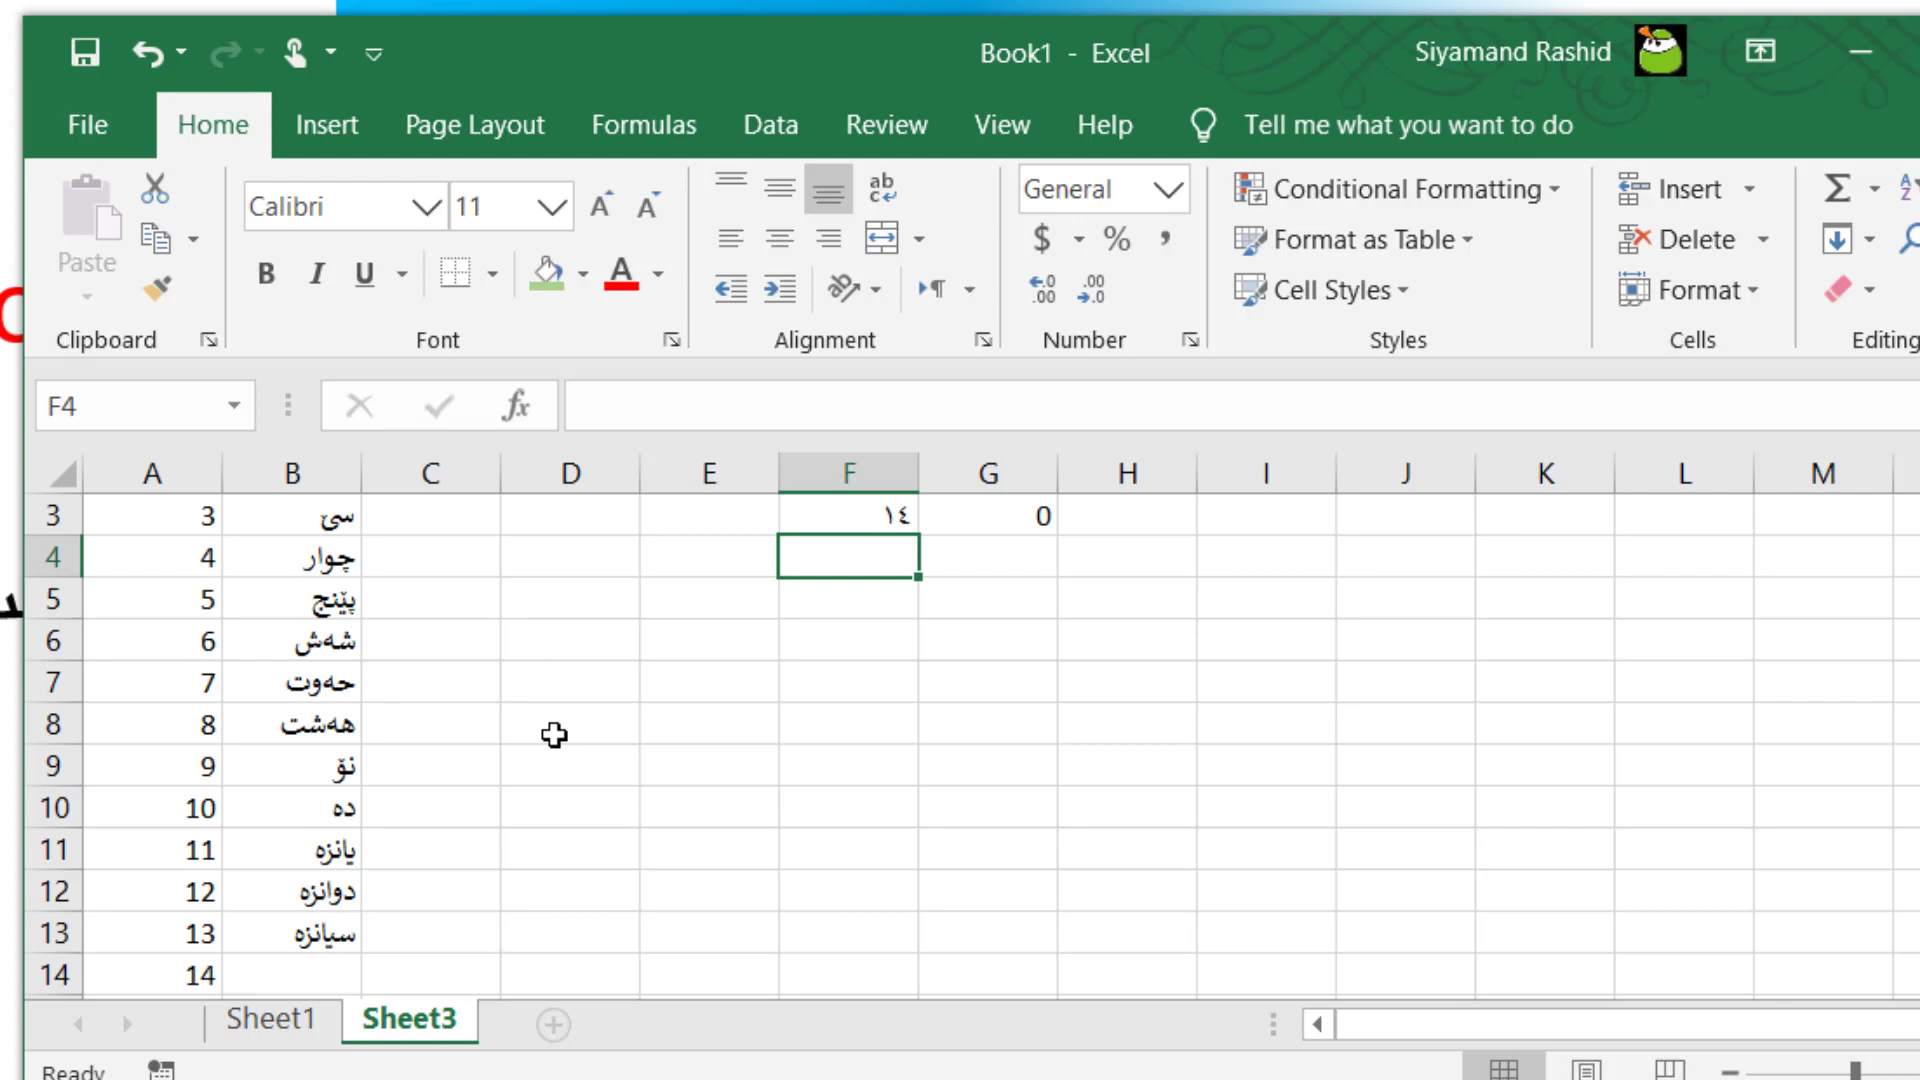 Book1 - Excel
Siyamand Rashid
File Home Insert Page Layout Formulas Data Review View Help Tell me what you want to do
Paste
Calibri 11
General
Conditional Formatting
Format as Table
Cell Styles
Insert
Delete
Format
B I U A
$ % ,
Clipboard Font Alignment Number Styles Cells Editing
F4 fx
A B C D E F G H I J K L M
3 3 سێ ١٤ 0
4 4 چوار
5 5 پێنج
6 6 شەش
7 7 حەوت
8 8 هەشت
9 9 نۆ
10 10 ده
11 11 یانزه
12 12 دوانزه
13 13 سیانزه
14 14
Sheet1 Sheet3
Ready